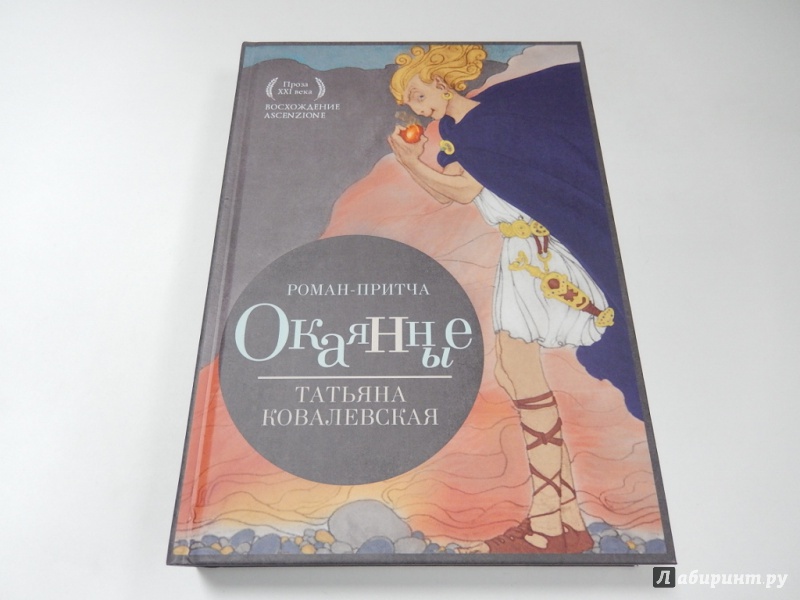 Проза
XXI века
ВОСХОЖДЕНИЕ
ASCENZIONE
РОМАН-ПРИТЧА
Окаянные
ТАТЬЯНА
КОВАЛЕВСКАЯ
Лабиринт.ру